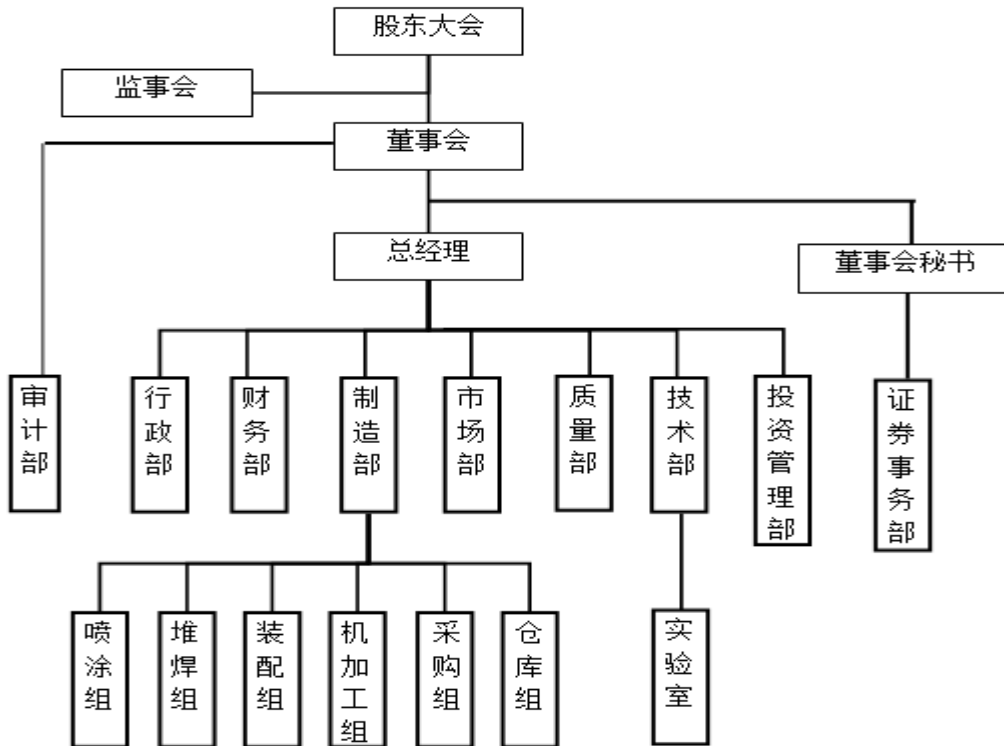 股东大会
监事会
董事会
总经理
董事会秘书
审计部
行政部
财务部
制造部
市场部
质量部
技术部
投资管理部
证券事务部
喷涂组
堆焊组
装配组
机加工组
采购组
仓库组
实验室